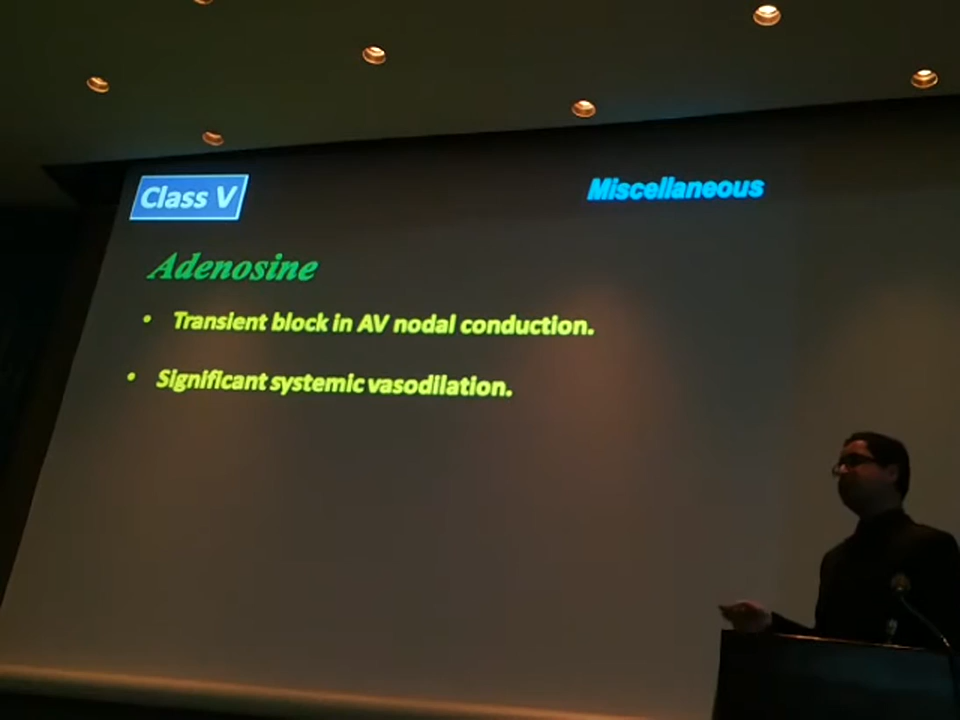 Class V
Miscellaneous
Adenosine
• Transient block in AV nodal conduction.
• Significant systemic vasodilation.